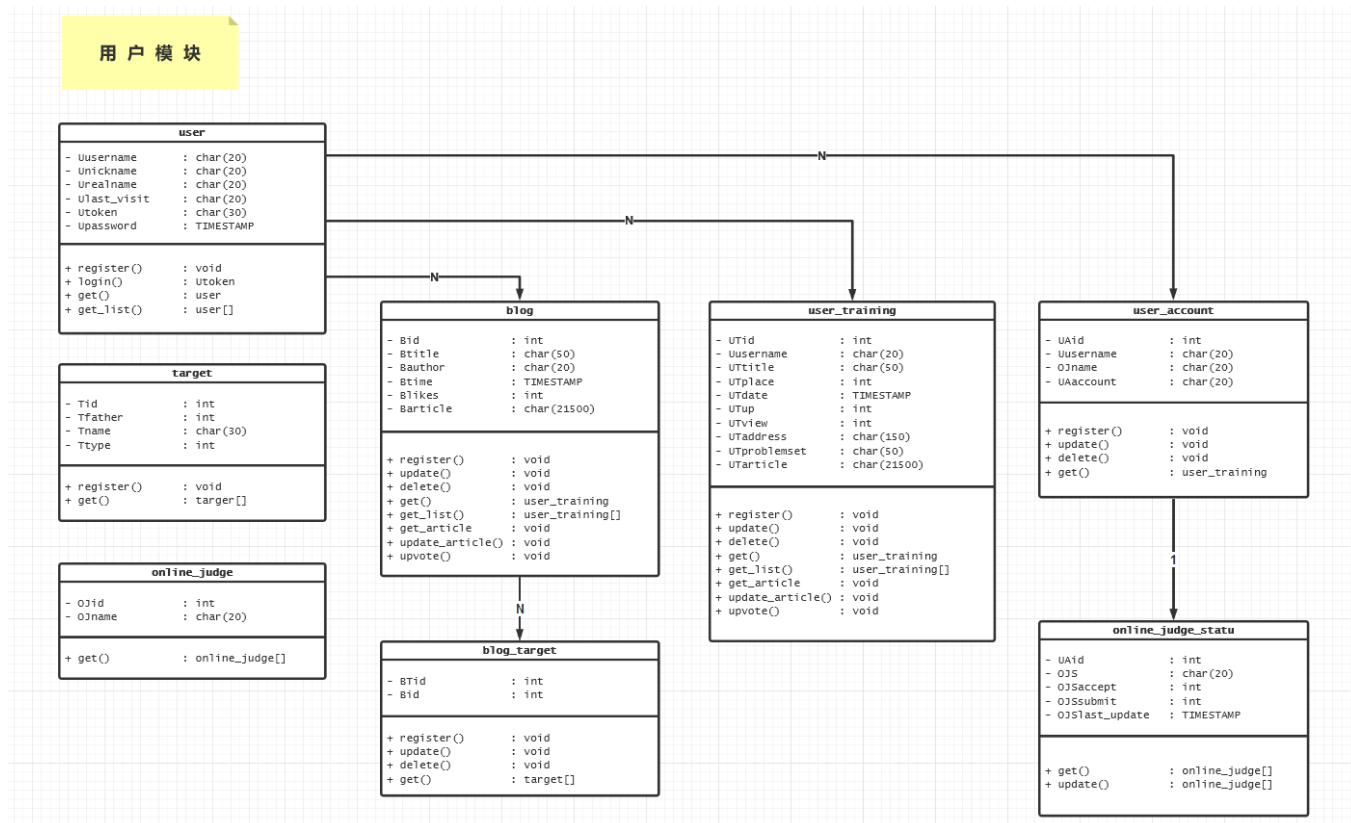 用 户 模 块
user
- Uusername : char(20)
- Unickname : char(20)
- Urealname : char(20)
- Ulast_visit : char(20)
- Utoken : char(30)
- Upassword : TIMESTAMP
+ register() : void
+ login() : Utoken
+ get() : user
+ get_list() : user[]
N
N
N
target
- Tid : int
- Tfather : int
- Tname : char(30)
- Ttype : int
+ register() : void
+ get() : targer[]
online_judge
- OJid : int
- OJname : char(20)
+ get() : online_judge[]
blog
- Bid : int
- Btitle : char(50)
- Bauthor : char(20)
- Btime : TIMESTAMP
- Blikes : int
- Barticle : char(21500)
+ register() : void
+ update() : void
+ delete() : void
+ get() : user_training
+ get_list() : user_training[]
+ get_article : void
+ update_article() : void
+ upvote() : void
N
blog_target
- BTid : int
- Bid : int
+ register() : void
+ update() : void
+ delete() : void
+ get() : target[]
user_training
- UTid : int
- Uusername : char(20)
- UTtitle : char(50)
- UTplace : int
- UTdate : TIMESTAMP
- UTup : int
- UTview : int
- UTaddress : char(150)
- UTproblemset : char(50)
- UTarticle : char(21500)
+ register() : void
+ update() : void
+ delete() : void
+ get() : user_training
+ get_list() : user_training[]
+ get_article : void
+ update_article() : void
+ upvote() : void
user_account
- UAid : int
- Uusername : char(20)
- OJname : char(20)
- UAaccount : char(20)
+ register() : void
+ update() : void
+ delete() : void
+ get() : user_training
1
online_judge_statu
- UAid : int
- OJS : char(20)
- OJSaccept : int
- OJSsubmit : int
- OJSlast_update : TIMESTAMP
+ get() : online_judge[]
+ update() : online_judge[]